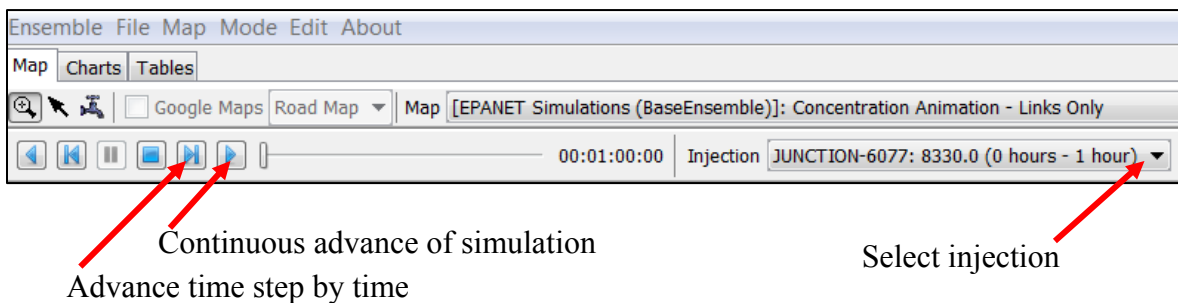 Ensemble File Map Mode Edit About
Map Charts Tables
Google Maps Road Map Map [EPANET Simulations (BaseEnsemble)]: Concentration Animation - Links Only
00:01:00:00 Injection JUNCTION-6077: 8330.0 (0 hours - 1 hour)
Continuous advance of simulation
Select injection
Advance time step by time